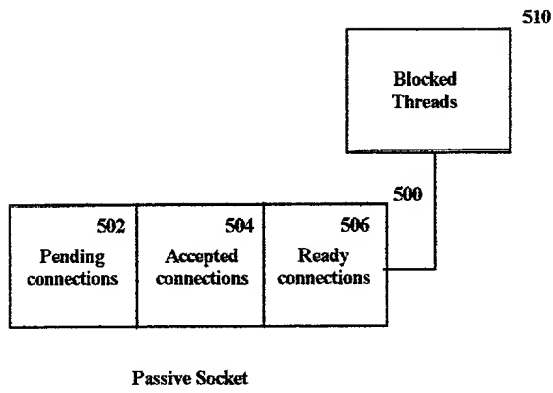 510
Blocked
Threads
500
502
Pending
connections
504
Accepted
connections
506
Ready
connections
Passive Socket